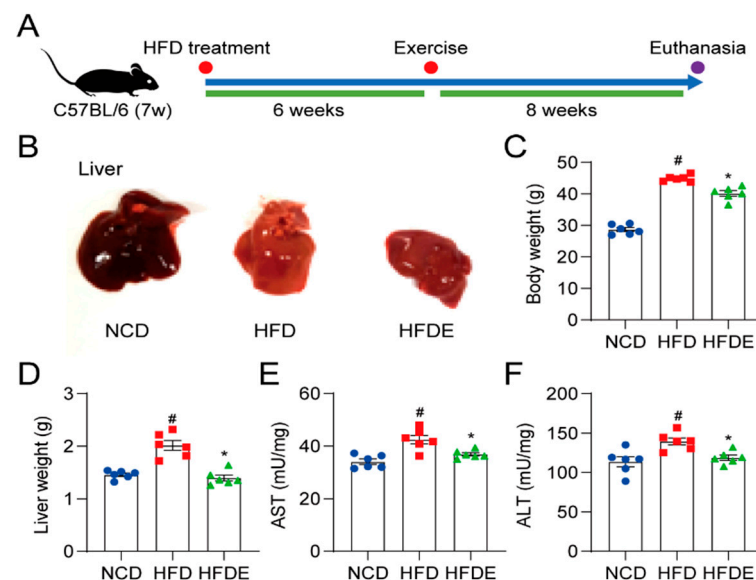 A
HFD treatment
Exercise
Euthanasia
C57BL/6 (7w)
6 weeks
8 weeks
B
Liver
NCD
HFD
HFDE
C
Body weight (g)
50
40
30
20
10
0
#
*
NCD
HFD
HFDE
D
Liver weight (g)
3
2
1
0
#
*
NCD
HFD
HFDE
E
AST (mU/mg)
60
40
20
0
#
*
NCD
HFD
HFDE
F
ALT (mU/mg)
200
150
100
50
0
#
*
NCD
HFD
HFDE